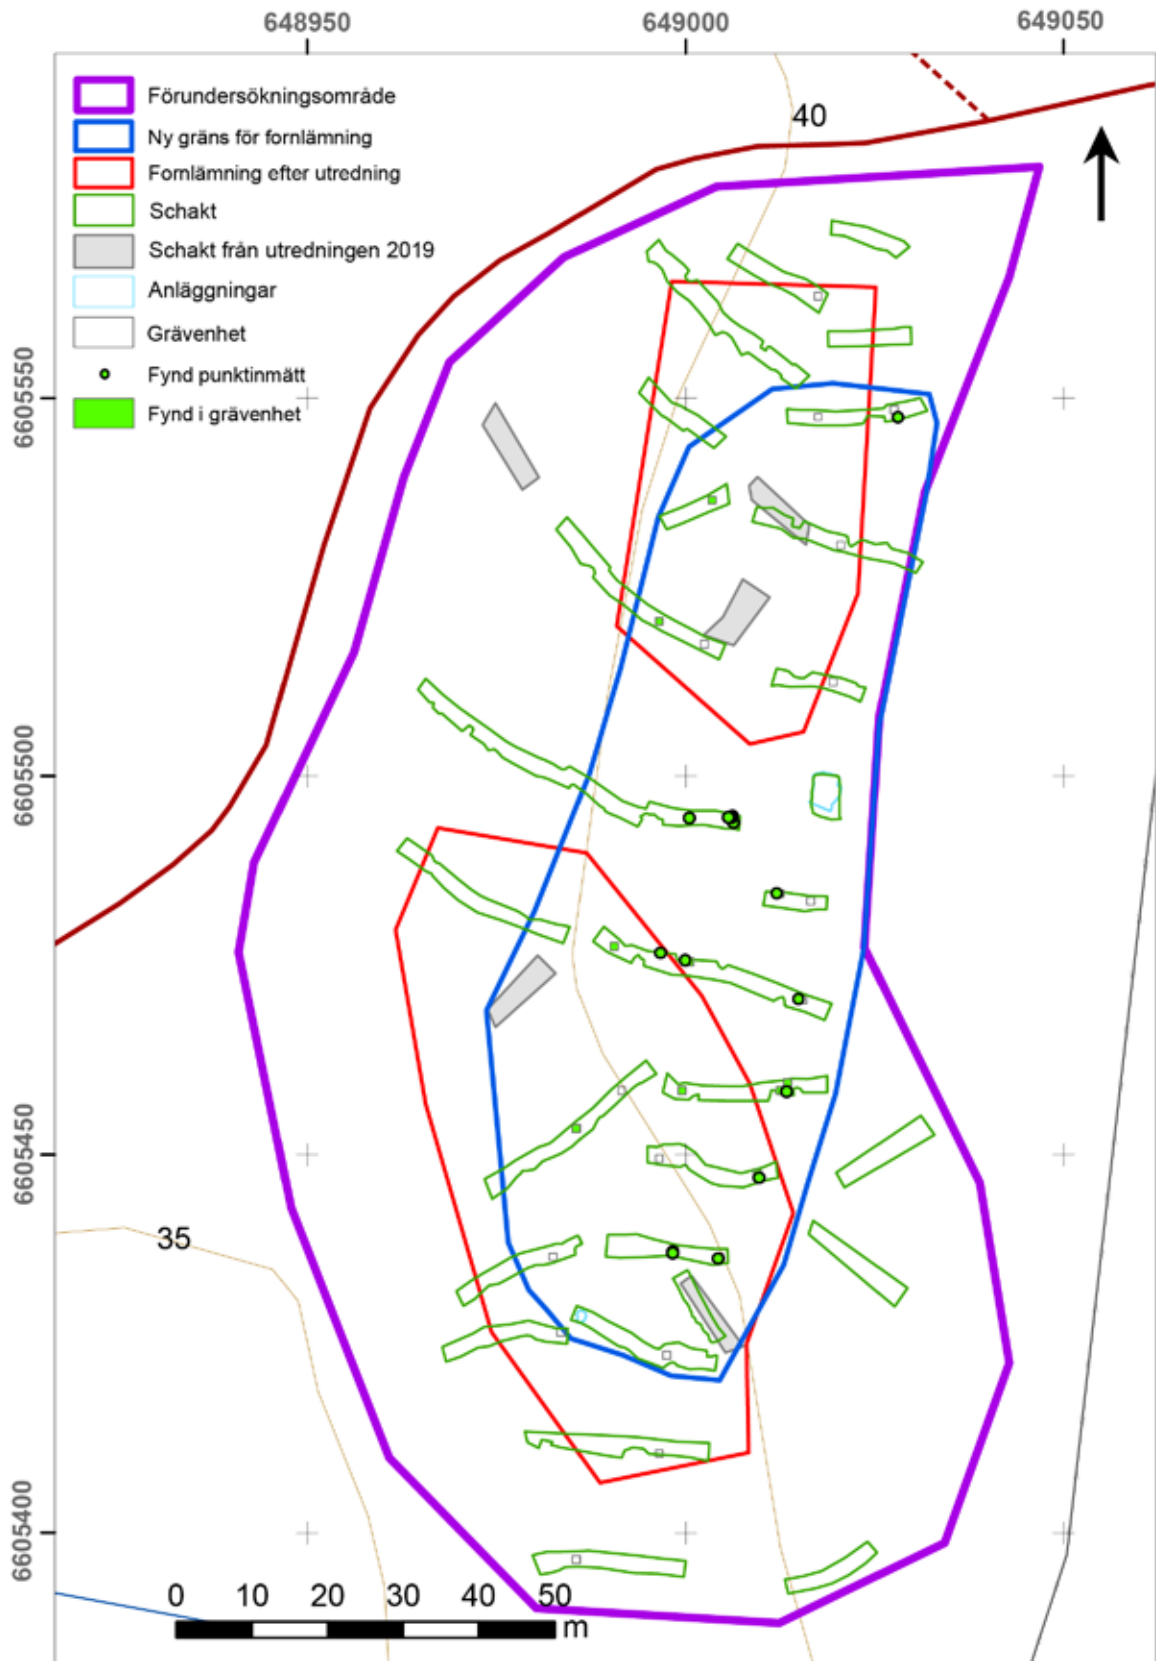 648950
649000
649050
Förundersökningsområde
Ny gräns för fornlämning
Fornlämning efter utredning
Schakt
Schakt från utredningen 2019
Anläggningar
Grävenhet
Fynd punktinmätt
Fynd i grävenhet
40
6605550
6605500
6605450
35
6605400
0 10 20 30 40 50
m